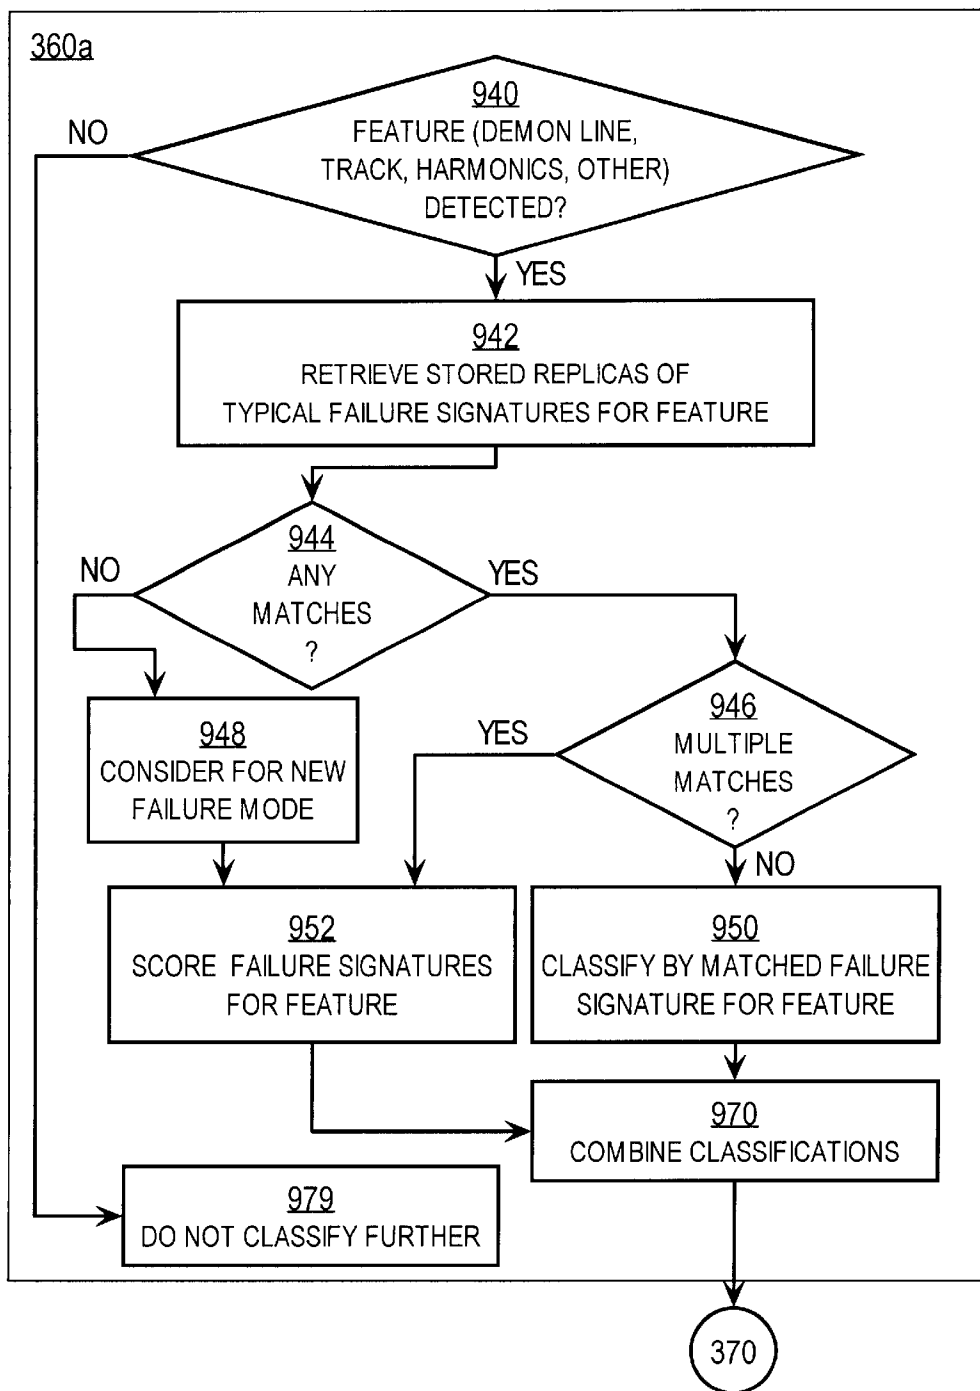 360a
940
FEATURE (DEMON LINE,
TRACK, HARMONICS, OTHER)
DETECTED?
NO
YES
942
RETRIEVE STORED REPLICAS OF
TYPICAL FAILURE SIGNATURES FOR FEATURE
944
ANY
MATCHES
?
NO
YES
946
MULTIPLE
MATCHES
?
YES
NO
948
CONSIDER FOR NEW
FAILURE MODE
952
SCORE FAILURE SIGNATURES
FOR FEATURE
950
CLASSIFY BY MATCHED FAILURE
SIGNATURE FOR FEATURE
970
COMBINE CLASSIFICATIONS
979
DO NOT CLASSIFY FURTHER
370